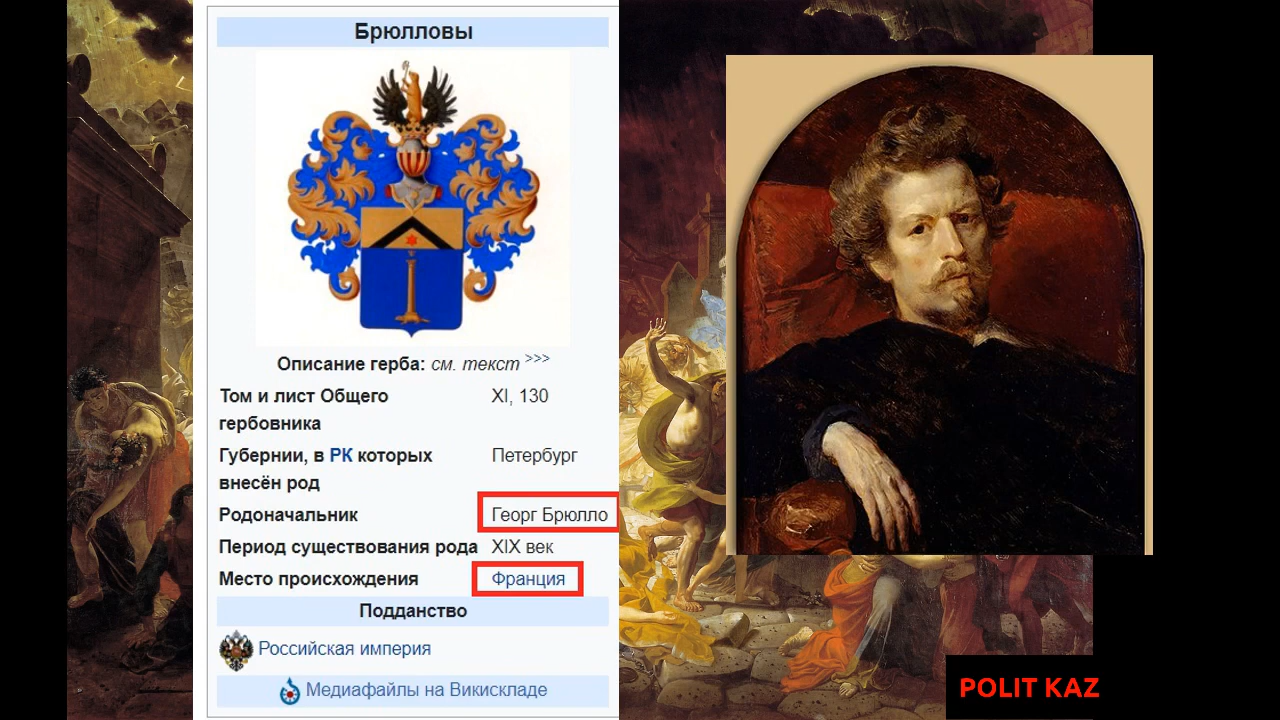 Брюлловы
Описание герба: см. текст >>>
Том и лист Общего XI, 130
гербовника
Губернии, в РК которых Петербург
внесён род
Родоначальник Георг Брюлло
Период существования рода XIX век
Место происхождения Франция
Подданство
Российская империя
Медиафайлы на Викискладе
POLIT KAZ